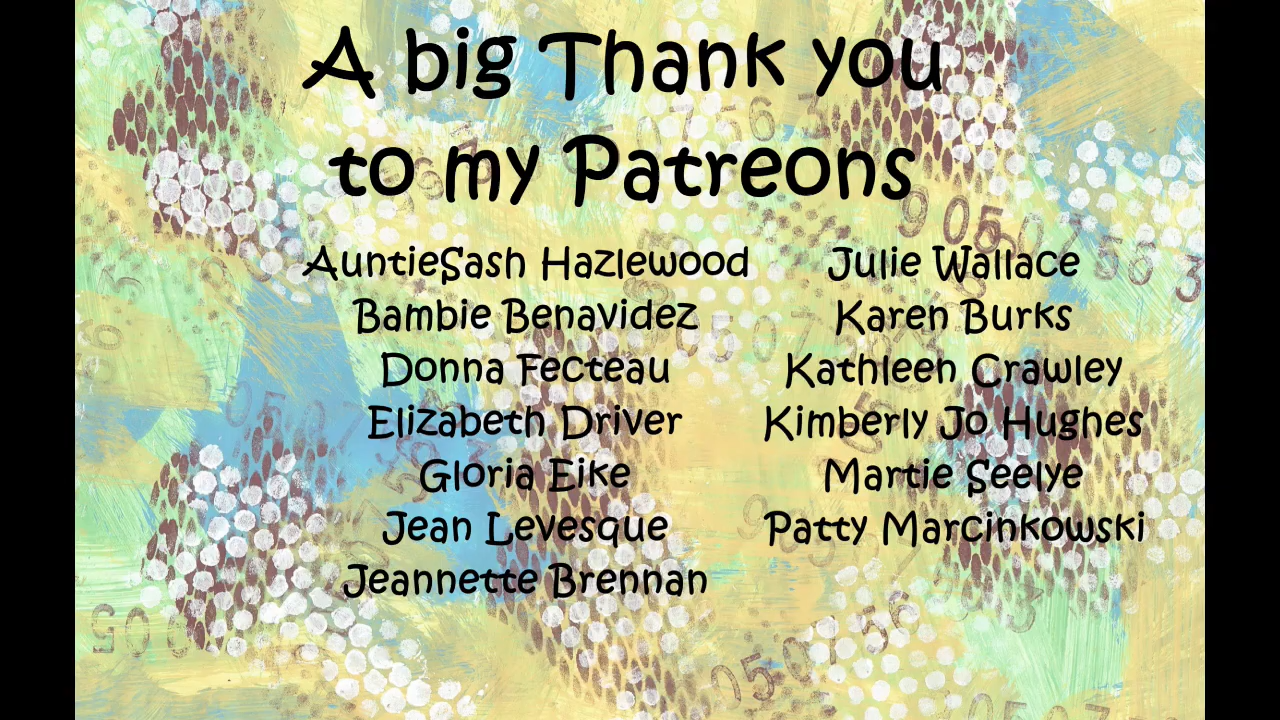 A big Thank you
to my Patreons
AuntieSash Hazlewood
Bambie Benavidez
Donna Fecteau
Elizabeth Driver
Gloria Eike
Jean Levesque
Jeannette Brennan
Julie Wallace
Karen Burks
Kathleen Crawley
Kimberly Jo Hughes
Martie Seelye
Patty Marcinkowski